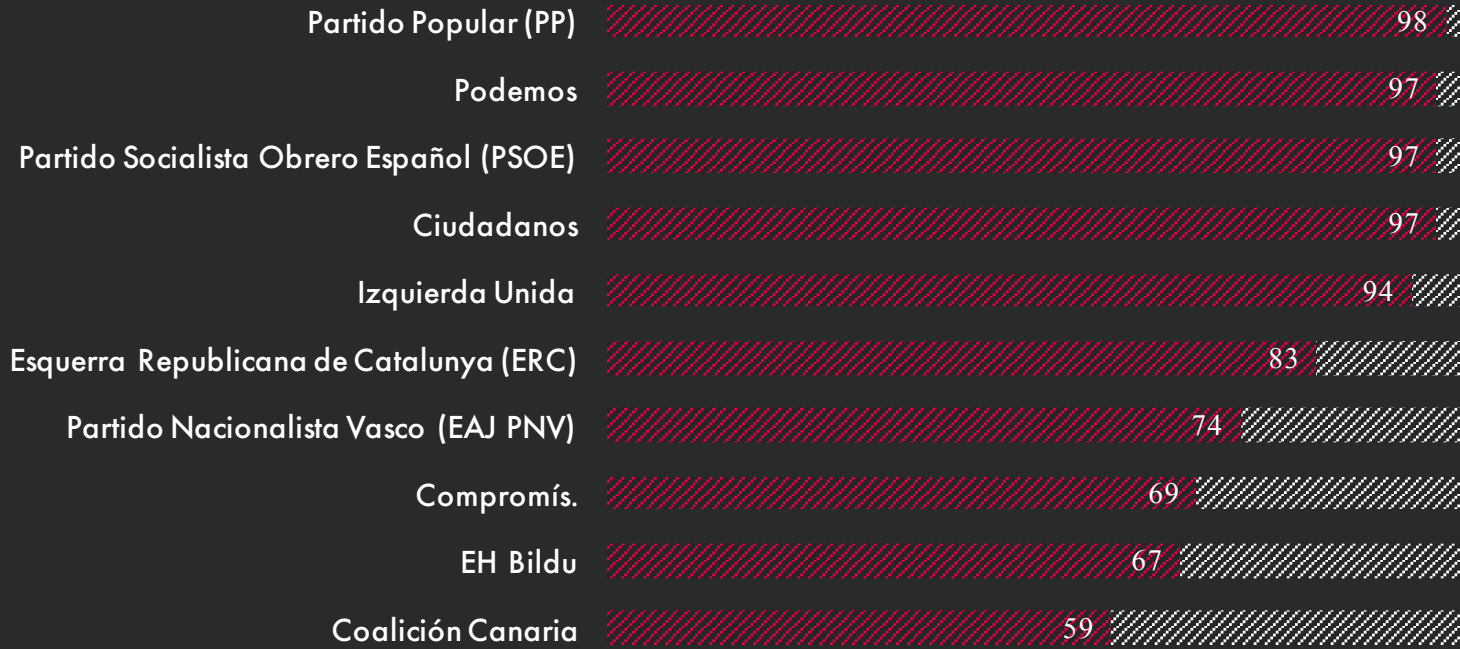 Partido Popular (PP) 98
Podemos 97
Partido Socialista Obrero Español (PSOE) 97
Ciudadanos 97
Izquierda Unida 94
Esquerra Republicana de Catalunya (ERC) 83
Partido Nacionalista Vasco (EAJ PNV) 74
Compromís. 69
EH Bildu 67
Coalición Canaria 59